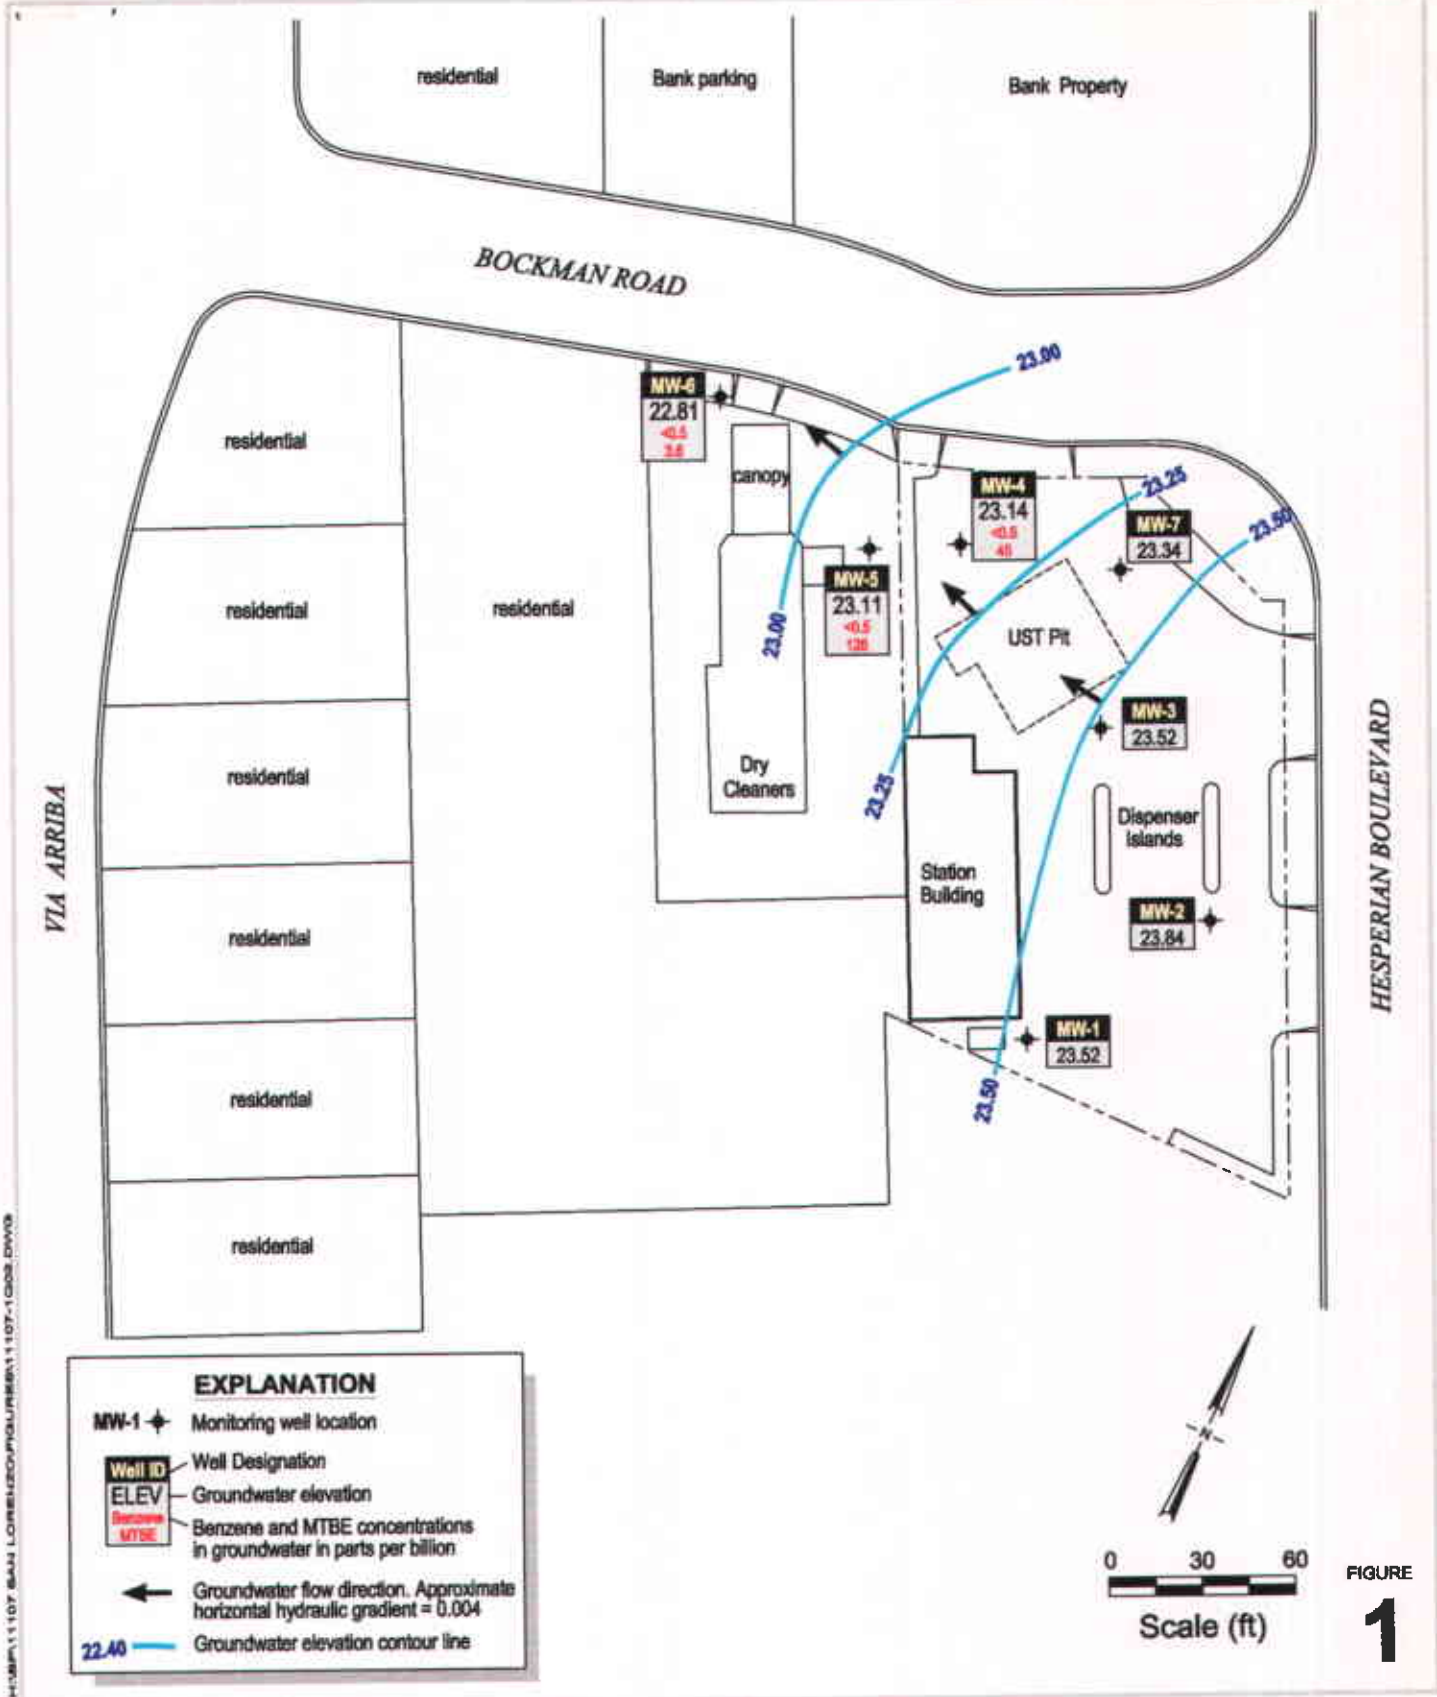 residential
Bank parking
Bank Property
BOCKMAN ROAD
23.00
MW-6
22.81
<0.5
3.6
canopy
residential
MW-4
23.14
<0.5
23.25
MW-7
23.34
23.50
residential
residential
MW-5
23.11
<0.5
23.00
UST Pit
MW-3
23.52
residential
Dry
Cleaners
23.25
Dispenser
Islands
VIA ARRIBA
HESPERIAN BOULEVARD
Station
Building
MW-2
23.84
residential
MW-1
23.52
23.50
residential
residential
EXPLANATION
MW-1
Monitoring well location
Well ID
ELEV
Benzene
MTBE
Well Designation
Groundwater elevation
Benzene and MTBE concentrations
in groundwater in parts per billion
Groundwater flow direction. Approximate
horizontal hydraulic gradient = 0.004
22.40
Groundwater elevation contour line
N
0 30 60
Scale (ft)
FIGURE
1